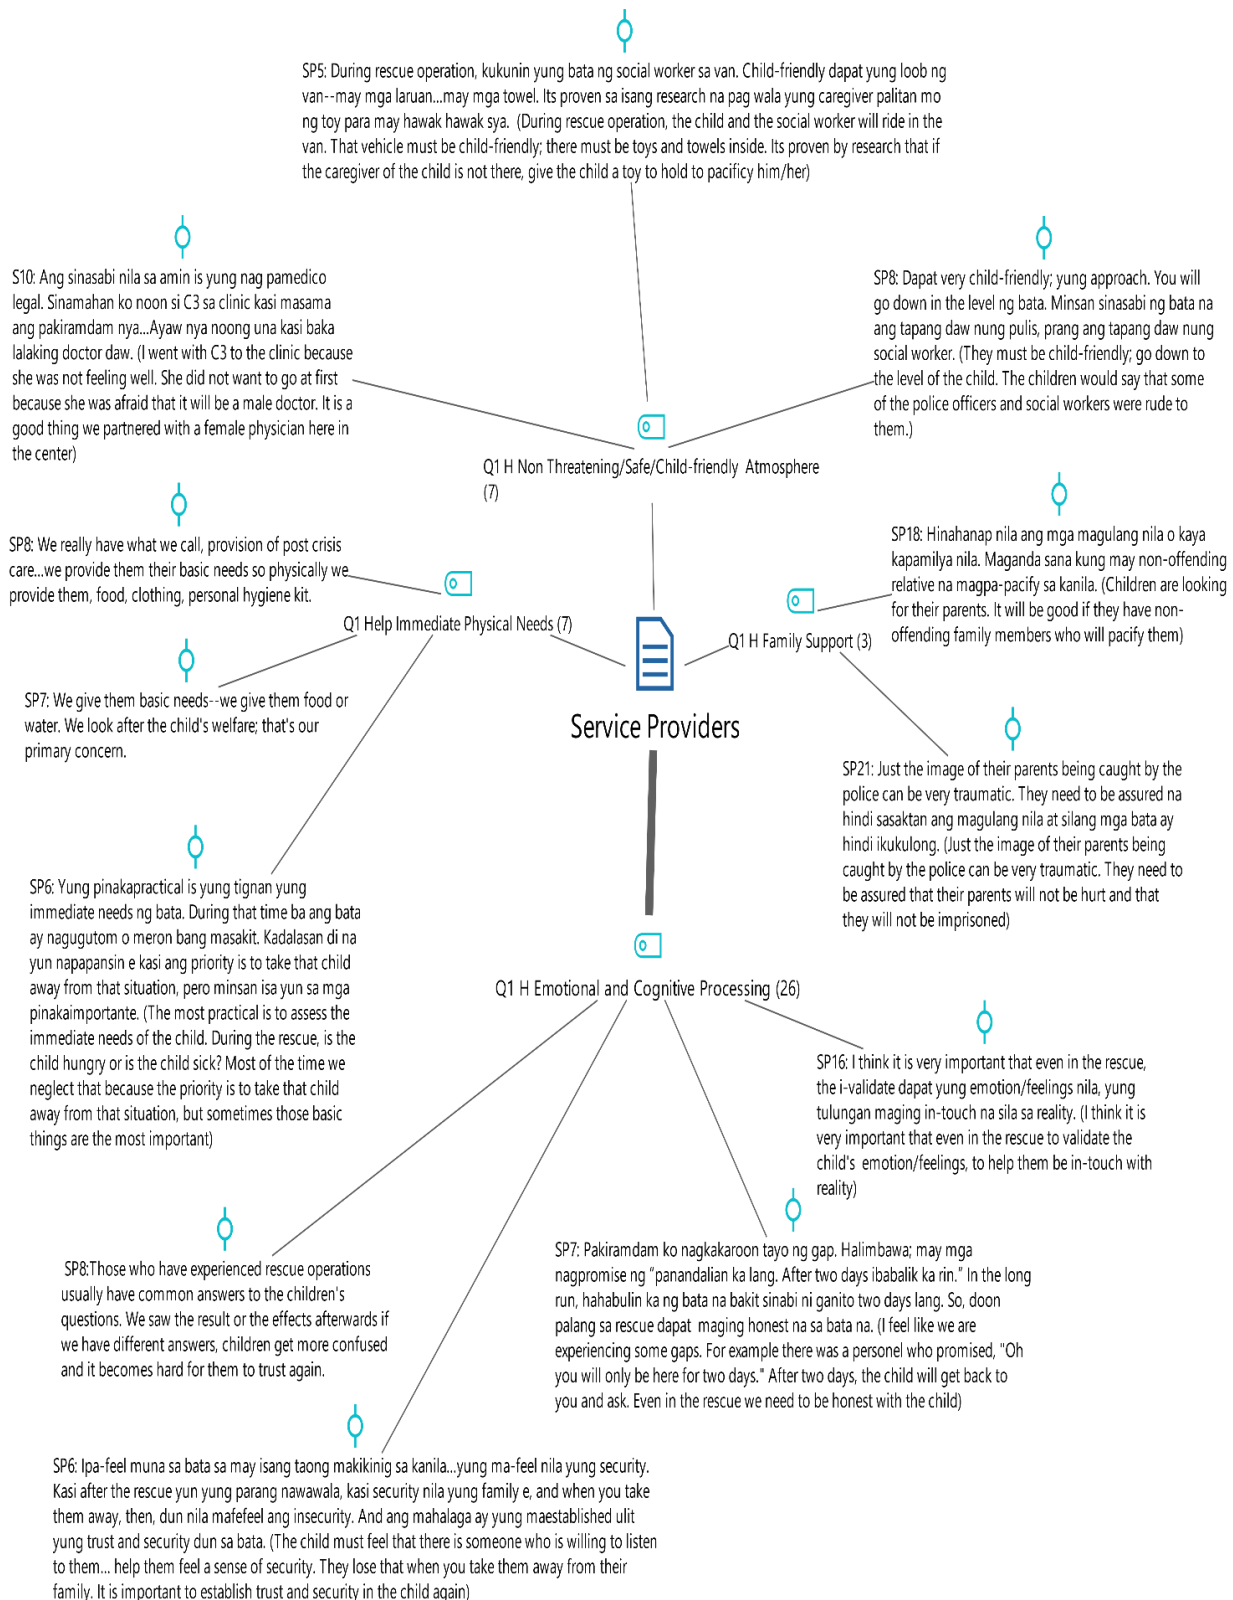 SP5: During rescue operation, kukunin yung bata ng social worker sa van. Child-friendly dapat yung loob ng
van--may mga laruan...may mga towel. Its proven sa isang research na pag wala yung caregiver palitan mo
ng toy para may hawak hawak sya. (During rescue operation, the child and the social worker will ride in the
van. That vehicle must be child-friendly; there must be toys and towels inside. Its proven by research that if
the caregiver of the child is not there, give the child a toy to hold to pacificy him/her)
S10: Ang sinasabi nila sa amin is yung nag pamedico
legal. Sinamahan ko noon si C3 sa clinic kasi masama
ang pakiramdam nya...Ayaw nya noong una kasi baka
lalaking doctor daw. (I went with C3 to the clinic because
she was not feeling well. She did not want to go at first
because she was afraid that it will be a male doctor. It is a
good thing we partnered with a female physician here in
the center)
SP8: Dapat very child-friendly; yung approach. You will
go down in the level ng bata. Minsan sinasabi ng bata na
ang tapang daw nung pulis, prang ang tapang daw nung
social worker. (They must be child-friendly; go down to
the level of the child. The children would say that some
of the police officers and social workers were rude to
them.)
Q1 H Non Threatening/Safe/Child-friendly Atmosphere
(7)
SP8: We really have what we call, provision of post crisis
care...we provide them their basic needs so physically we
provide them, food, clothing, personal hygiene kit.
Q1 Help Immediate Physical Needs (7)
SP18: Hinahanap nila ang mga magulang nila o kaya
kapamilya nila. Maganda sana kung may non-offending
relative na magpa-pacify sa kanila. (Children are looking
for their parents. It will be good if they have non-
offending family members who will pacify them)
Q1 H Family Support (3)
SP7: We give them basic needs--we give them food or
water. We look after the child's welfare; that's our
primary concern.
Service Providers
SP21: Just the image of their parents being caught by the
police can be very traumatic. They need to be assured na
hindi sasaktan ang magulang nila at silang mga bata ay
hindi ikukulong. (Just the image of their parents being
caught by the police can be very traumatic. They need to
be assured that their parents will not be hurt and that
they will not be imprisoned)
SP6: Yung pinakapractical is yung tignan yung
immediate needs ng bata. During that time ba ang bata
ay nagugutom o meron bang masakit. Kadalasan di na
yun napapansin e kasi ang priority is to take that child
away from that situation, pero minsan isa yun sa mga
pinakaimportante. (The most practical is to assess the
immediate needs of the child. During the rescue, is the
child hungry or is the child sick? Most of the time we
neglect that because the priority is to take that child
away from that situation, but sometimes those basic
things are the most important)
Q1 H Emotional and Cognitive Processing (26)
SP16: I think it is very important that even in the rescue,
the i-validate dapat yung emotion/feelings nila, yung
tulungan maging in-touch na sila sa reality. (I think it is
very important that even in the rescue to validate the
child's emotion/feelings, to help them be in-touch with
reality)
SP8:Those who have experienced rescue operations
usually have common answers to the children's
questions. We saw the result or the effects afterwards if
we have different answers, children get more confused
and it becomes hard for them to trust again.
SP7: Pakiramdam ko nagkakaroon tayo ng gap. Halimbawa; may mga
nagpromise ng “panandalian ka lang. After two days ibabalik ka rin.” In the long
run, hahabulin ka ng bata na bakit sinabi ni ganito two days lang. So, doon
palang sa rescue dapat maging honest na sa bata na. (I feel like we are
experiencing some gaps. For example there was a personel who promised, "Oh
you will only be here for two days." After two days, the child will get back to
you and ask. Even in the rescue we need to be honest with the child)
SP6: Ipa-feel muna sa bata sa may isang taong makikinig sa kanila...yung ma-feel nila yung security.
Kasi after the rescue yun yung parang nawawala, kasi security nila yung family e, and when you take
them away, then, dun nila mafefeel ang insecurity. And ang mahalaga ay yung maestablished ulit
yung trust and security dun sa bata. (The child must feel that there is someone who is willing to listen
to them... help them feel a sense of security. They lose that when you take them away from their
family. It is important to establish trust and security in the child again)